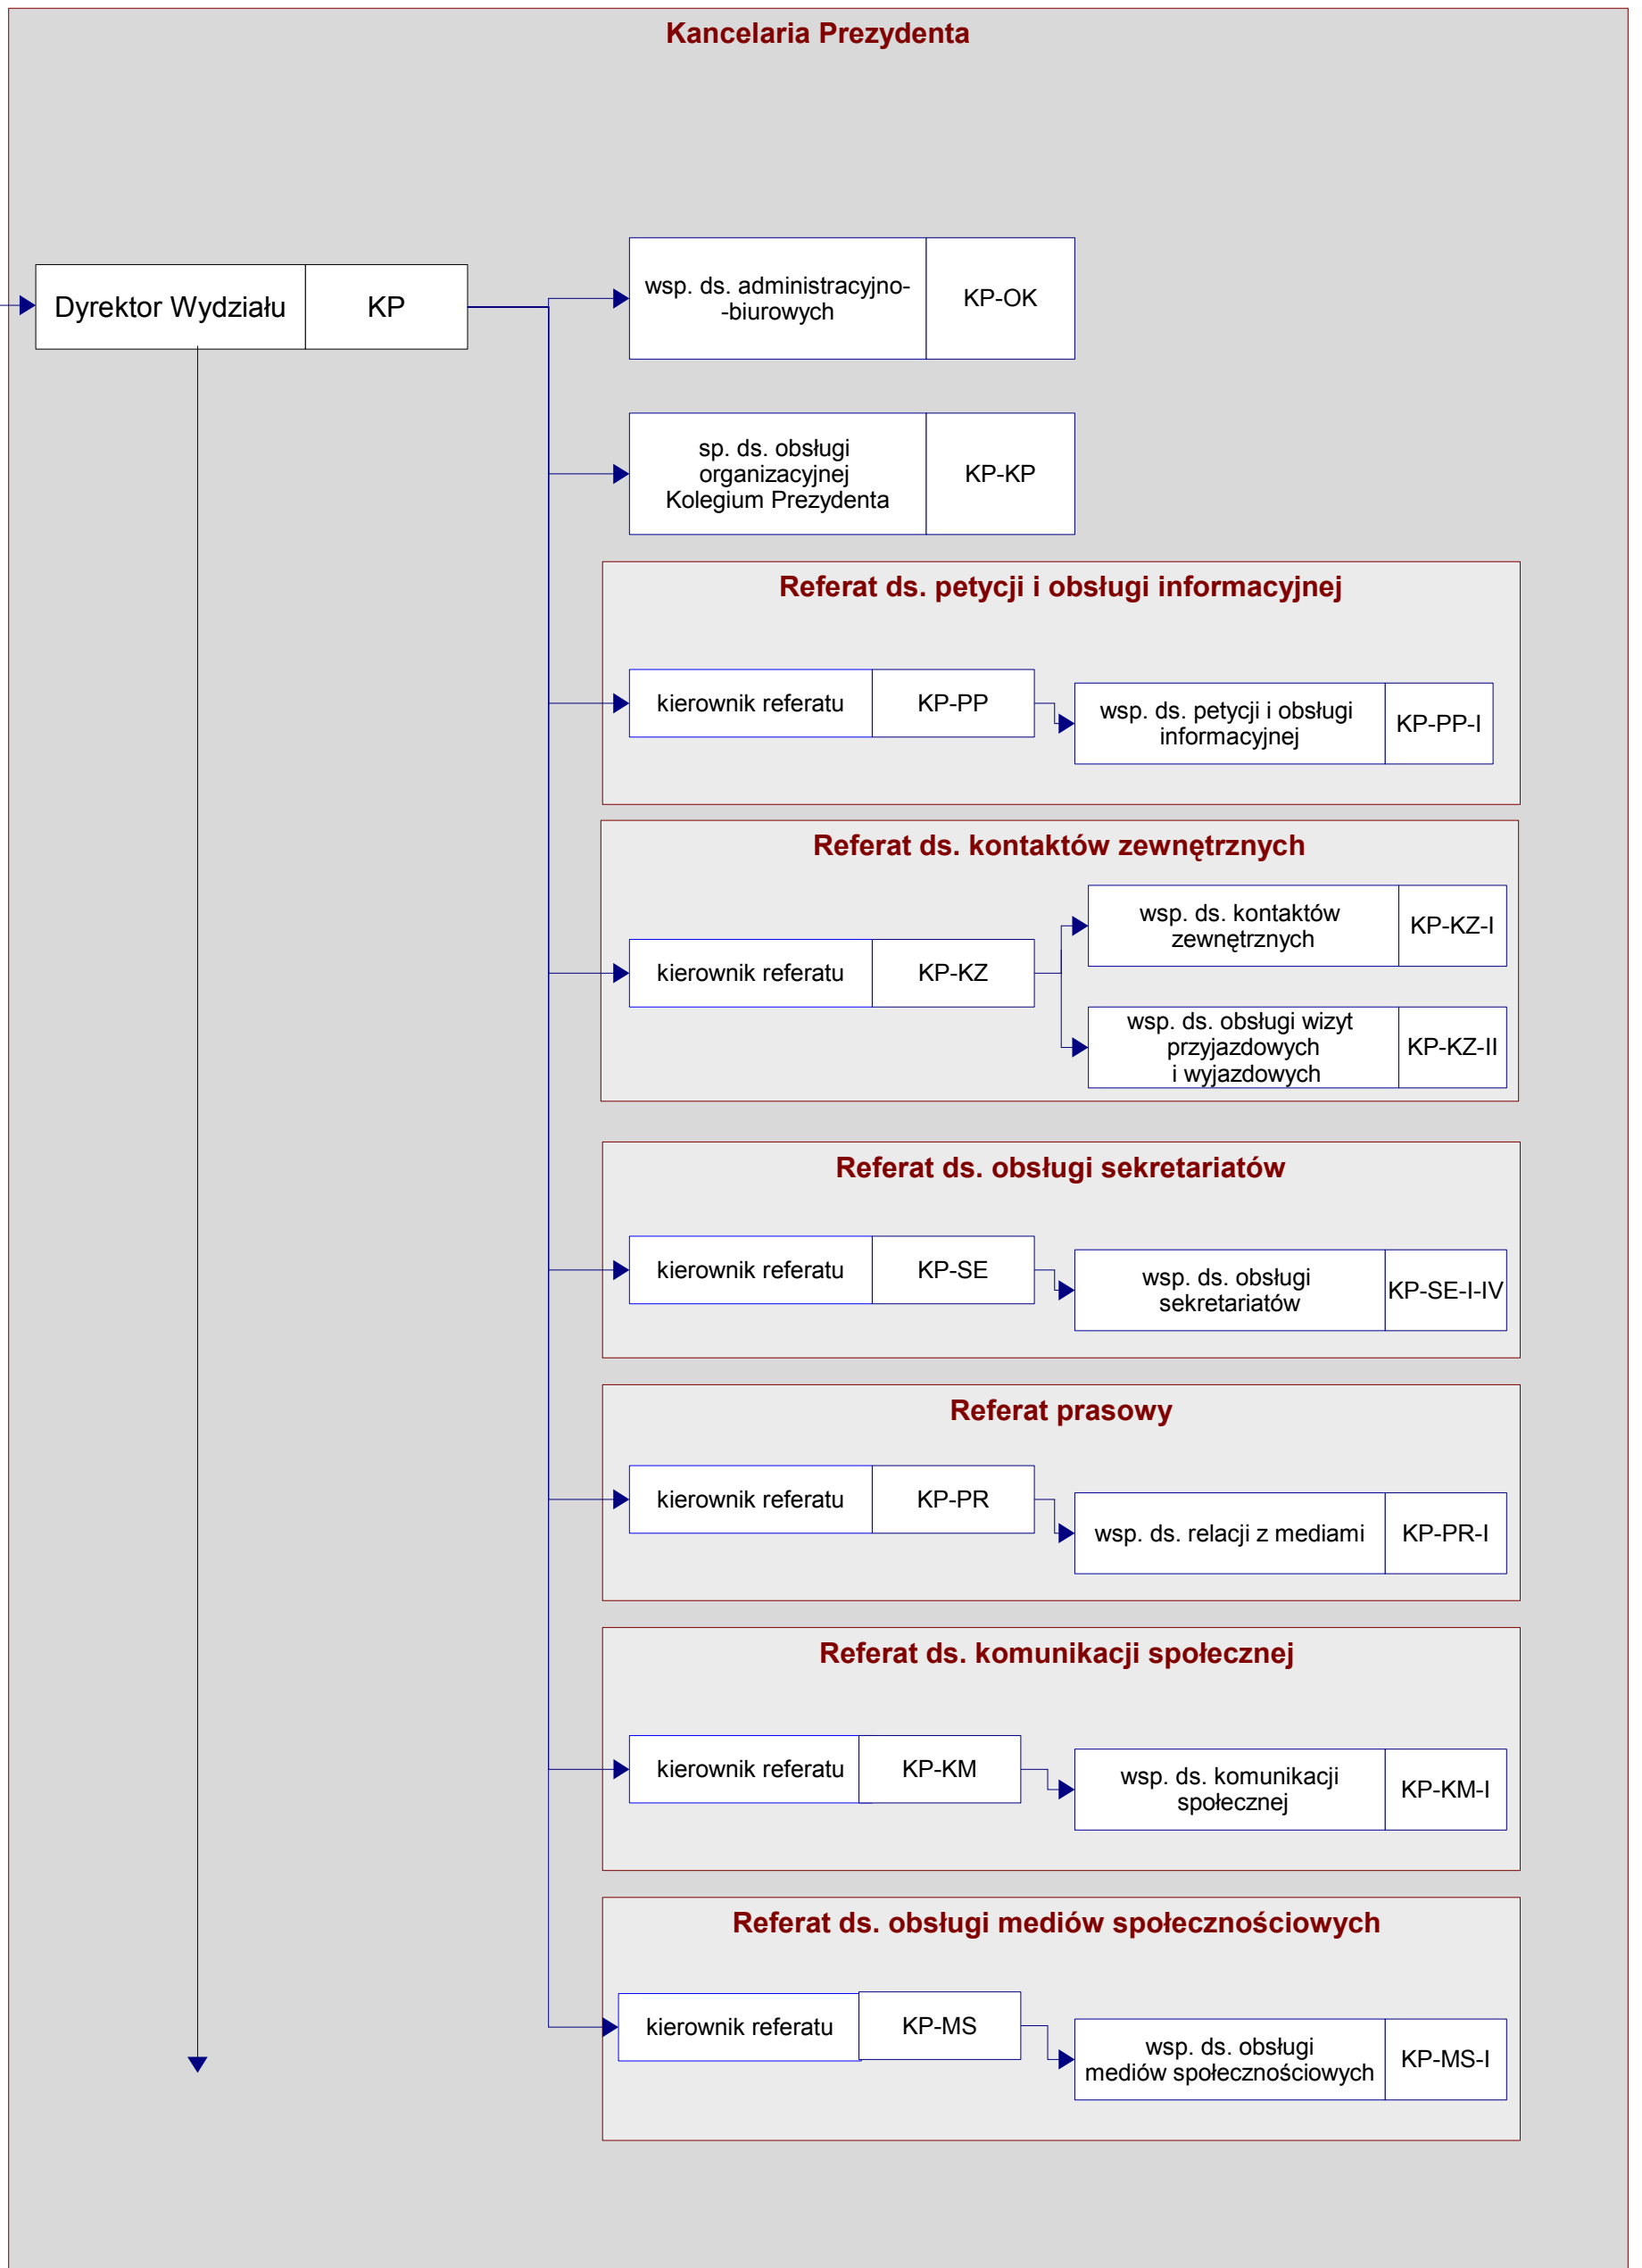 Kancelaria Prezydenta
Dyrektor Wydziału
KP
wsp. ds. administracyjno-
-biurowych
KP-OK
sp. ds. obsługi
organizacyjnej
Kolegium Prezydenta
KP-KP
Referat ds. petycji i obsługi informacyjnej
kierownik referatu
KP-PP
wsp. ds. petycji i obsługi
informacyjnej
KP-PP-I
Referat ds. kontaktów zewnętrznych
kierownik referatu
KP-KZ
wsp. ds. kontaktów
zewnętrznych
KP-KZ-I
wsp. ds. obsługi wizyt
przyjazdowych
i wyjazdowych
KP-KZ-II
Referat ds. obsługi sekretariatów
kierownik referatu
KP-SE
wsp. ds. obsługi
sekretariatów
KP-SE-I-IV
Referat prasowy
kierownik referatu
KP-PR
wsp. ds. relacji z mediami
KP-PR-I
Referat ds. komunikacji społecznej
kierownik referatu
KP-KM
wsp. ds. komunikacji
społecznej
KP-KM-I
Referat ds. obsługi mediów społecznościowych
kierownik referatu
KP-MS
wsp. ds. obsługi
mediów społecznościowych
KP-MS-I